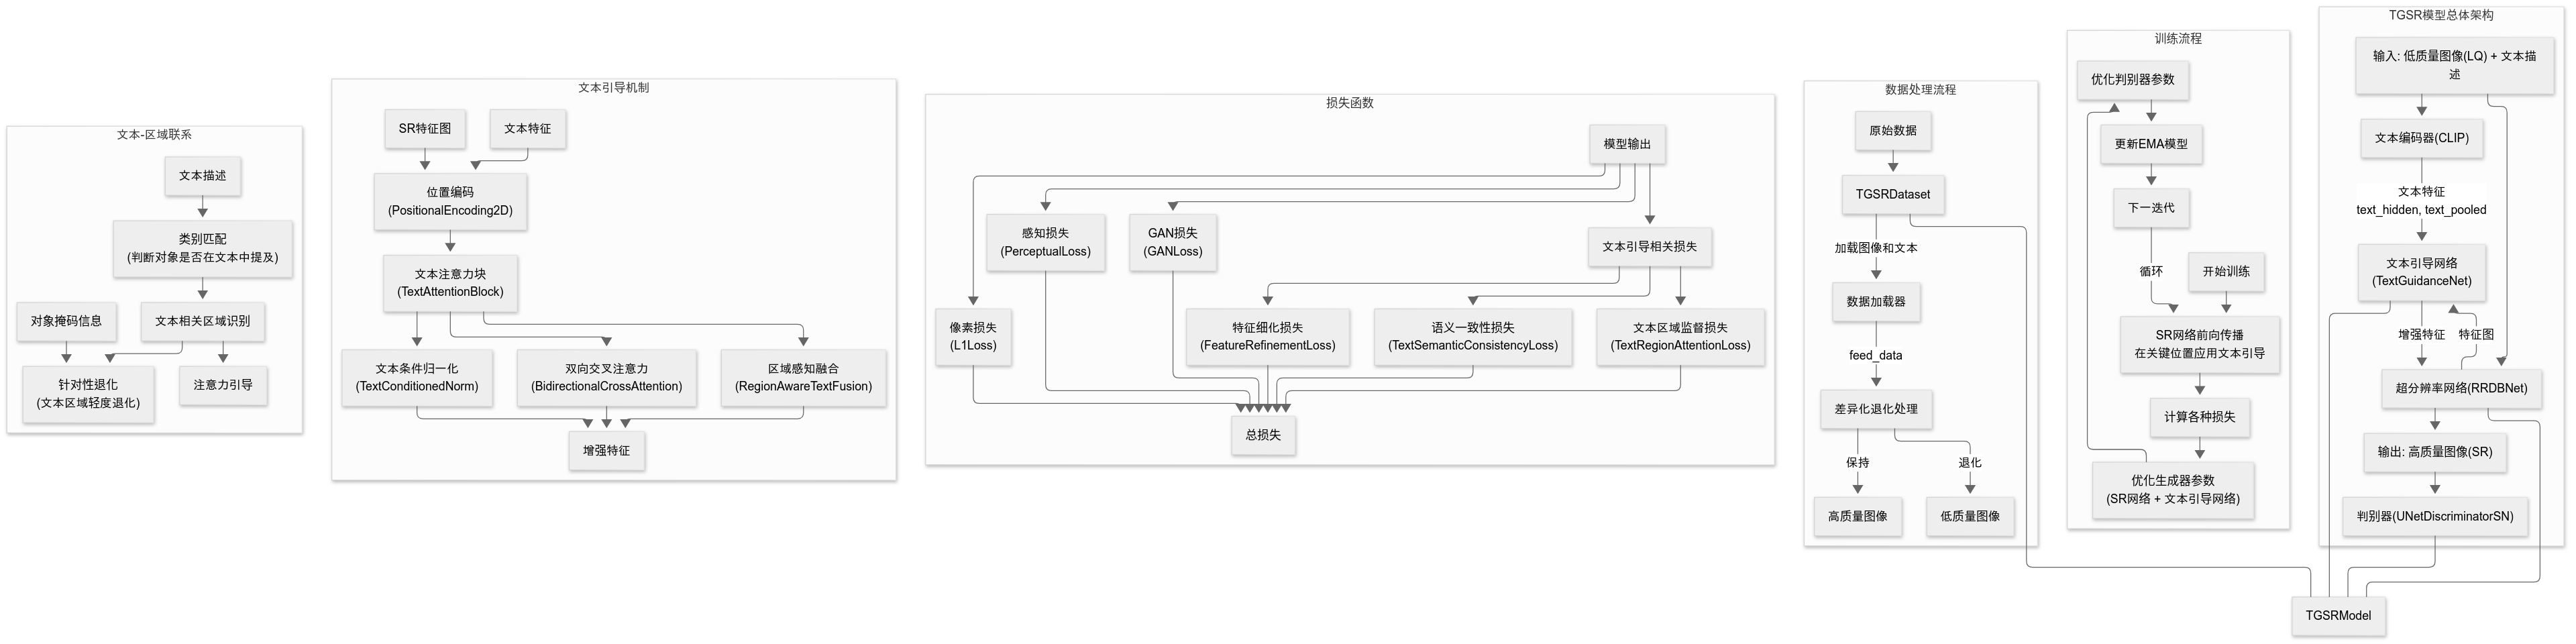 文本-区域联系
文本描述
类别匹配
(判断对象是否在文本中提及)
对象掩码信息
文本相关区域识别
针对性退化
(文本区域轻度退化)
注意力引导
文本引导机制
SR特征图
文本特征
位置编码
(PositionalEncoding2D)
文本注意力块
(TextAttentionBlock)
文本条件归一化
(TextConditionedNorm)
双向交叉注意力
(BidirectionalCrossAttention)
区域感知融合
(RegionAwareTextFusion)
增强特征
损失函数
模型输出
感知损失
(PerceptualLoss)
GAN损失
(GANLoss)
文本引导相关损失
像素损失
(L1Loss)
特征细化损失
(FeatureRefinementLoss)
语义一致性损失
(TextSemanticConsistencyLoss)
文本区域监督损失
(TextRegionAttentionLoss)
总损失
数据处理流程
原始数据
TGSRDataset
加载图像和文本
数据加载器
feed_data
差异化退化处理
保持
退化
高质量图像
低质量图像
训练流程
优化判别器参数
更新EMA模型
下一迭代
循环
开始训练
SR网络前向传播
在关键位置应用文本引导
计算各种损失
优化生成器参数
(SR网络 + 文本引导网络)
TGSR模型总体架构
输入: 低质量图像(LQ) + 文本描
述
文本编码器(CLIP)
文本特征
text_hidden, text_pooled
文本引导网络
(TextGuidanceNet)
增强特征
特征图
超分辨率网络(RRDBNet)
输出: 高质量图像(SR)
判别器(UNetDiscriminatorSN)
TGSRModel